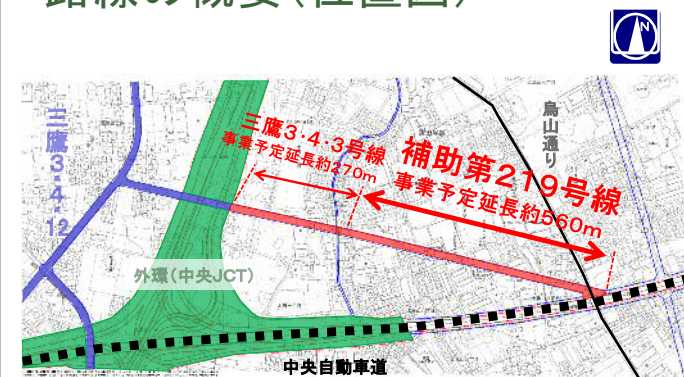 路線の概要(位置図)
N
三鷹3・4・12
三鷹3・4・3号線
事業予定延長約270m
補助第219号線
事業予定延長約560m
烏山通り
外環(中央JCT)
中央自動車道